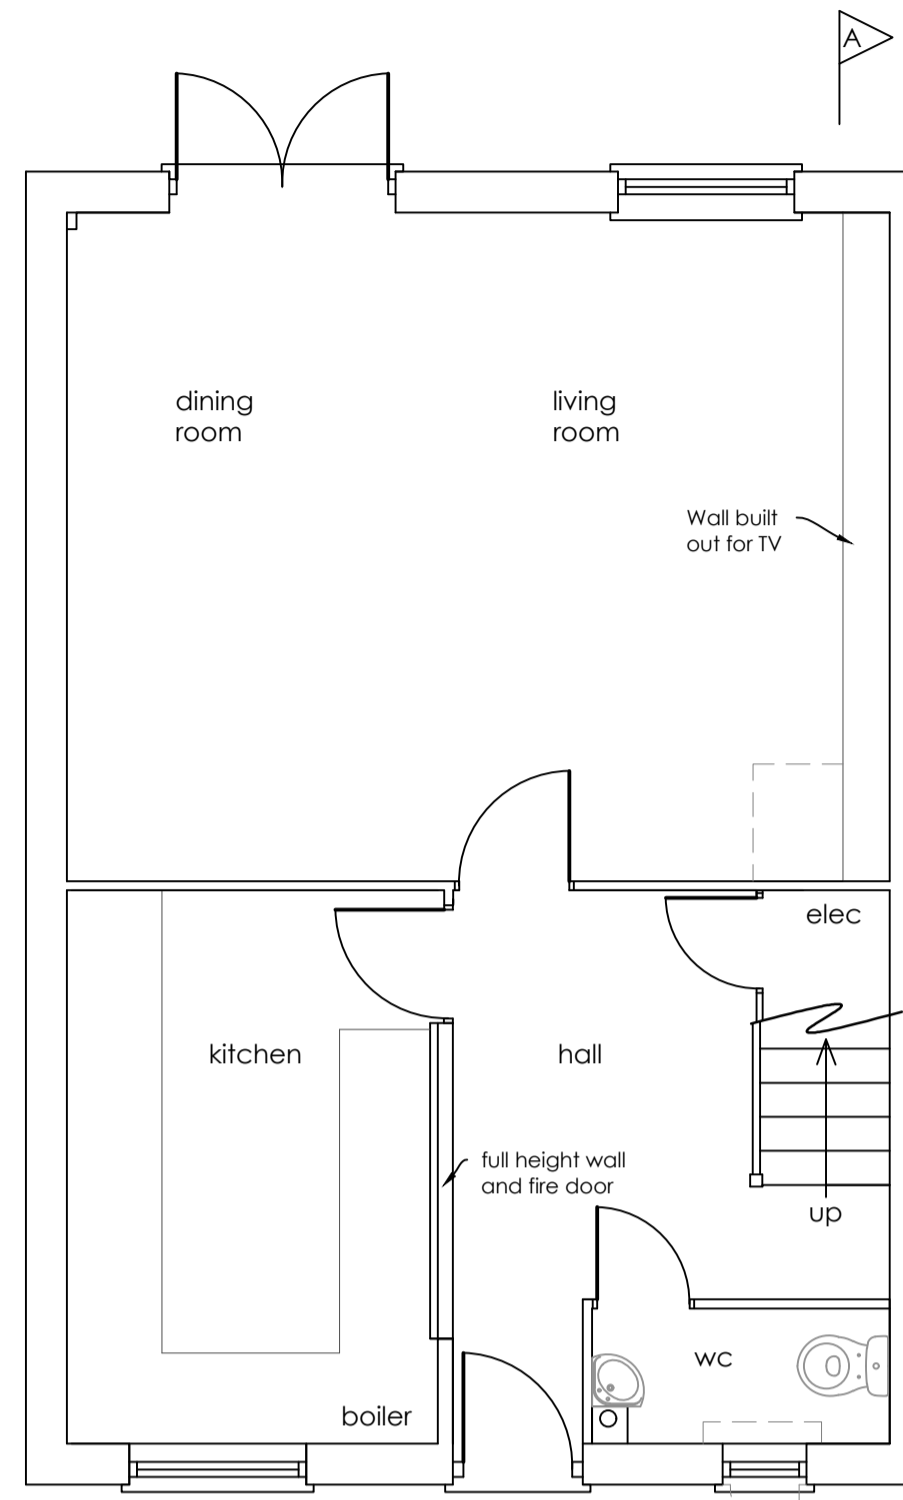 A
dining
room
living
room
Wall built
out for TV
elec
kitchen
hall
full height wall
and fire door
up
wc
boiler